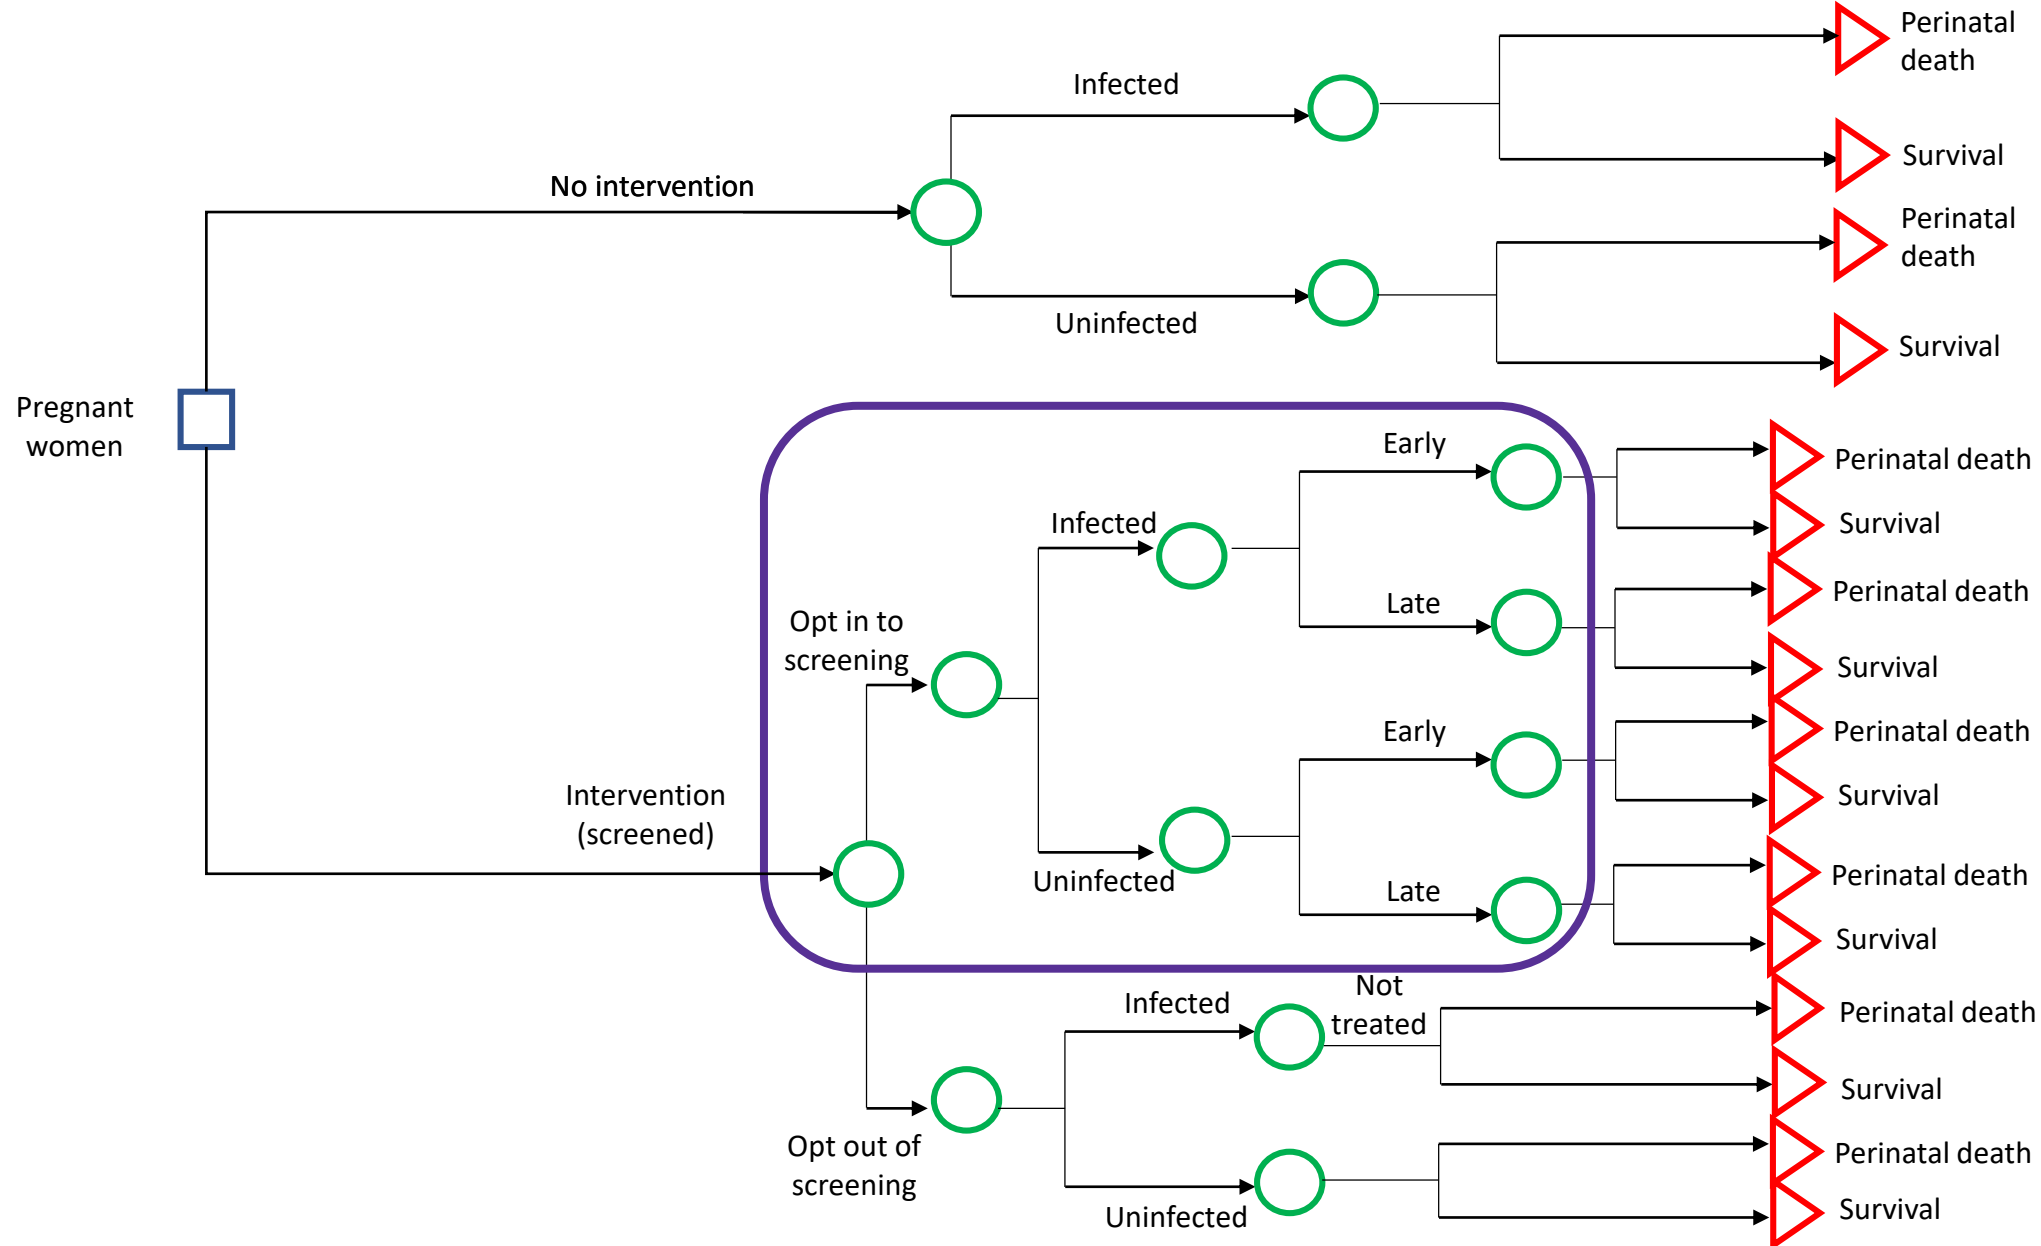 Perinatal
death
Infected
Survival
No intervention
Perinatal
death
Uninfected
Survival
Pregnant
women
Early
Perinatal death
Infected
Survival
Late
Perinatal death
Opt in to
screening
Survival
Early
Perinatal death
Intervention
(screened)
Survival
Uninfected
Late
Perinatal death
Survival
Infected
Not
treated
Perinatal death
Survival
Opt out of
screening
Perinatal death
Uninfected
Survival